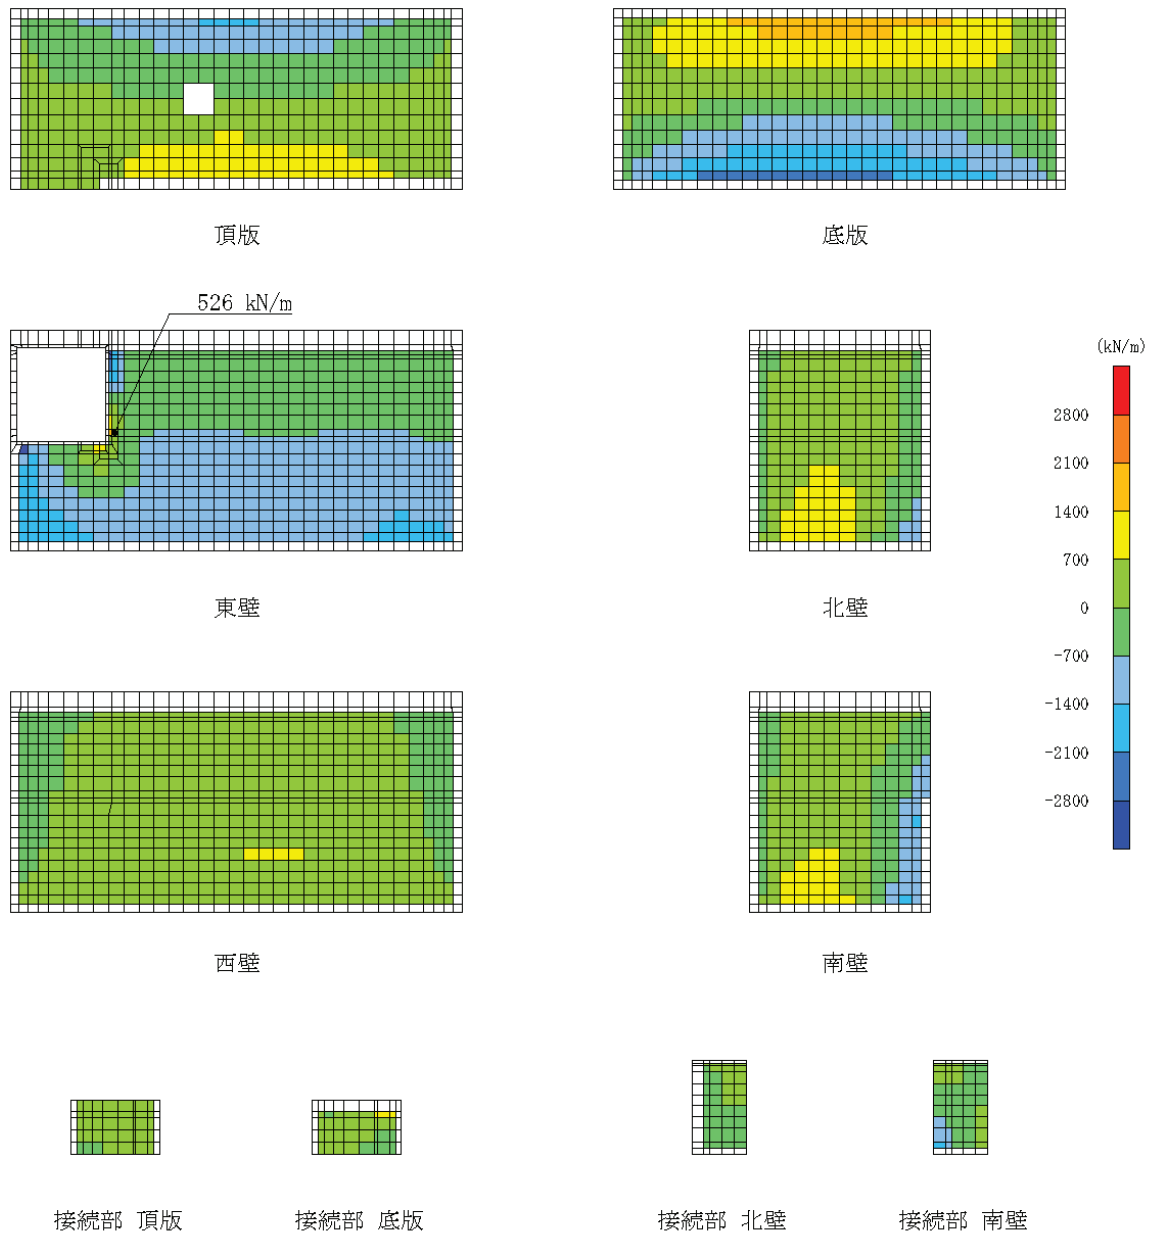 頂版
底版
526 kN/m
(kN/m)
2800
2100
1400
700
0
-700
-1400
-2100
-2800
東壁
北壁
西壁
南壁
接続部 頂版
接続部 底版
接続部 北壁
接続部 南壁